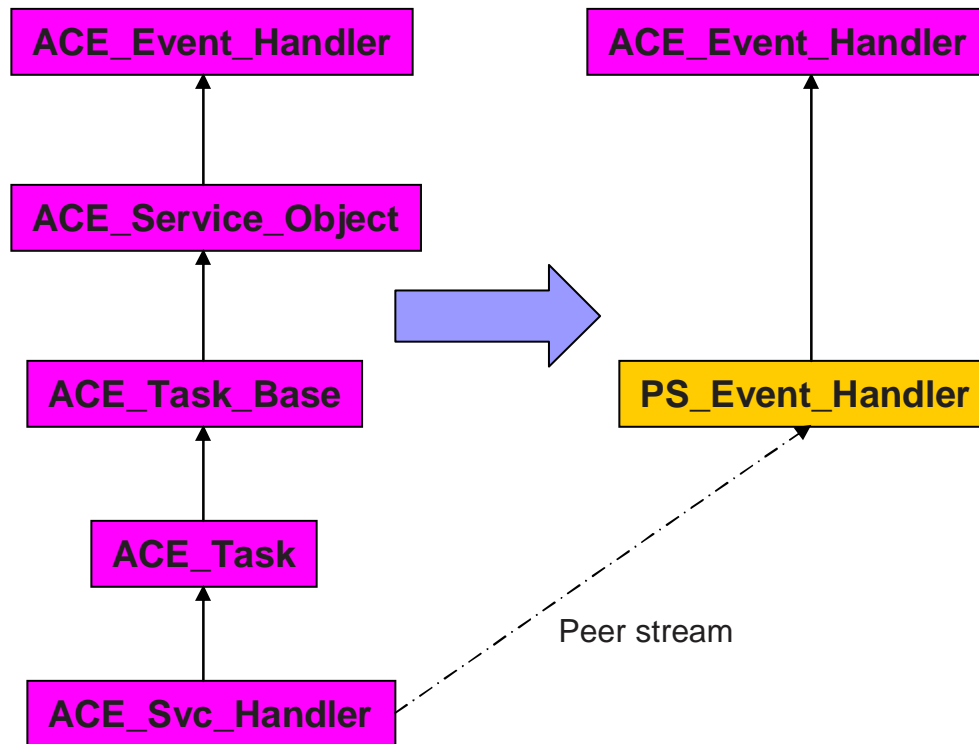 ACE_Event_Handler
ACE_Service_Object
ACE_Task_Base
ACE_Task
ACE_Svc_Handler
ACE_Event_Handler
PS_Event_Handler
Peer stream